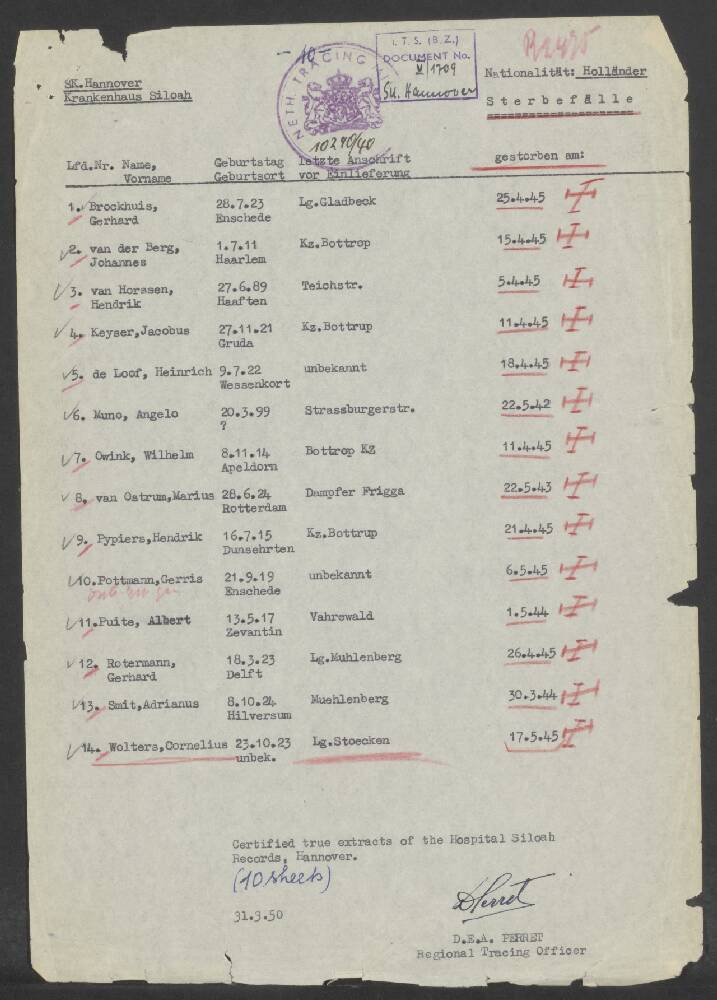 - 10 -
I. T. S. (B.Z.)
DOCUMENT No.
V/1709
SK. Hannover
NETH. TRACING
10270/40
R2495
SK.Hannover
Krankenhaus Siloah
Nationalität: Holländer
Sterbefälle
Lfd.Nr. Name, Geburtstag letzte Anschrift gestorben am:
Vorname Geburtsort vor Einlieferung
1. Brockhuis, 28.7.23 Lg.Gladbeck 25.4.45
Gerhard Enschede
2. van der Berg, 1.7.11 Kz.Bottrop 15.4.45
Johannes Haarlem
3. van Horssen, 27.6.89 Teichstr. 5.4.45
Hendrik Haaften
4. Keyser,Jacobus 27.11.21 Kz.Bottrup 11.4.45
Gruda
5. de Loof, Heinrich 9.7.22 unbekannt 18.4.45
Wessenkort
6. Muno, Angelo 20.3.99 Strassburgerstr. 22.5.42
?
7. Owink, Wilhelm 8.11.14 Bottrop KZ 11.4.45
Apeldorn
8. van Ostrum,Marius 28.6.24 Dampfer Frigga 22.5.43
Rotterdam
9. Pypiers,Hendrik 16.7.15 Kz.Bottrup 21.4.45
Dunsehrten
10.Pottmann,Gerris 21.9.19 unbekannt 6.5.45
Enschede
11.Puite, Albert 13.5.17 Vahrewald 1.5.44
Zevantin
12. Rotermann, 18.3.23 Lg.Muhlenberg 26.4.45
Gerhard Delft
13. Smit,Adrianus 8.10.24 Muehlenberg 30.3.44
Hilversum
14. Wolters,Cornelius 23.10.23 Lg.Stoecken 17.5.45
unbek.
Certified true extracts of the Hospital Siloah
Records, Hannover.
(10 sheets)
31.3.50
DPerret
D.E.A. PERRET
Regional Tracing Officer